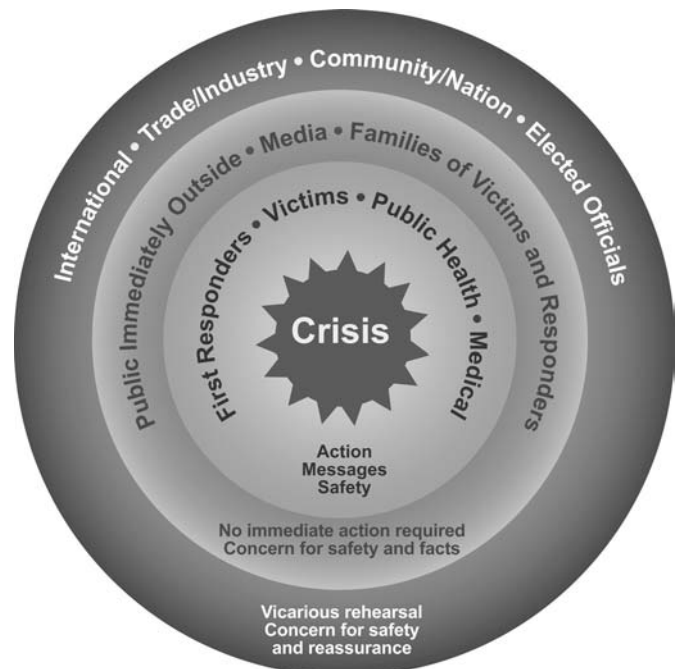 International • Trade/Industry • Community/Nation • Elected Officials
Public Immediately Outside • Media • Families of Victims and Responders
First Responders • Victims • Public Health • Medical
Crisis
Action
Messages
Safety
No immediate action required
Concern for safety and facts
Vicarious rehearsal
Concern for safety
and reassurance